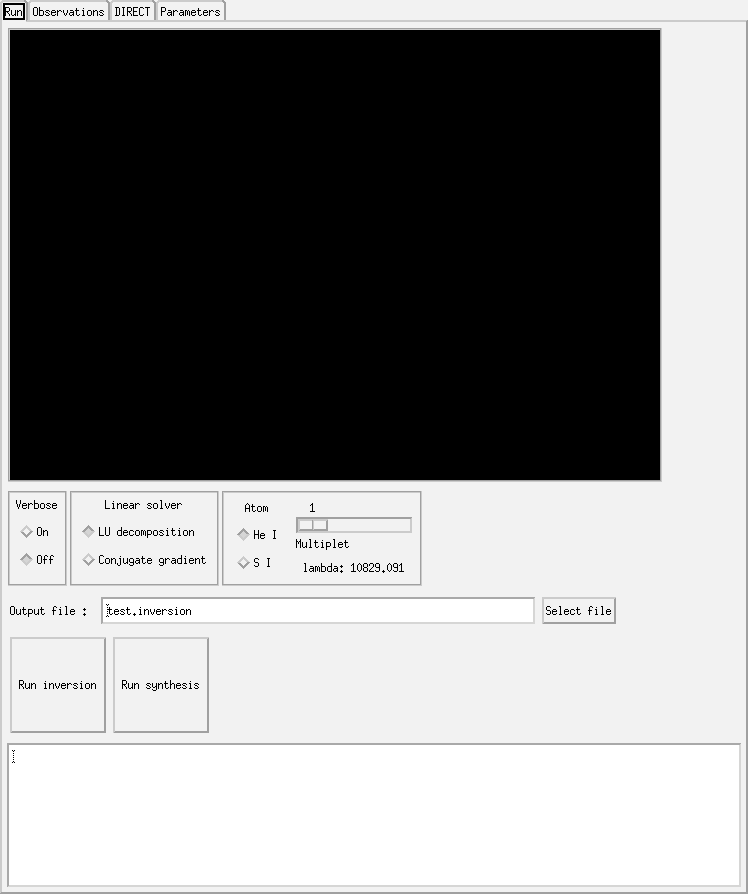 Run Observations DIRECT Parameters
Verbose
On
Off
Linear solver
LU decomposition
Conjugate gradient
Atom
He I
S I
1
Multiplet
lambda: 10829.091
Output file : test.inversion Select file
Run inversion Run synthesis